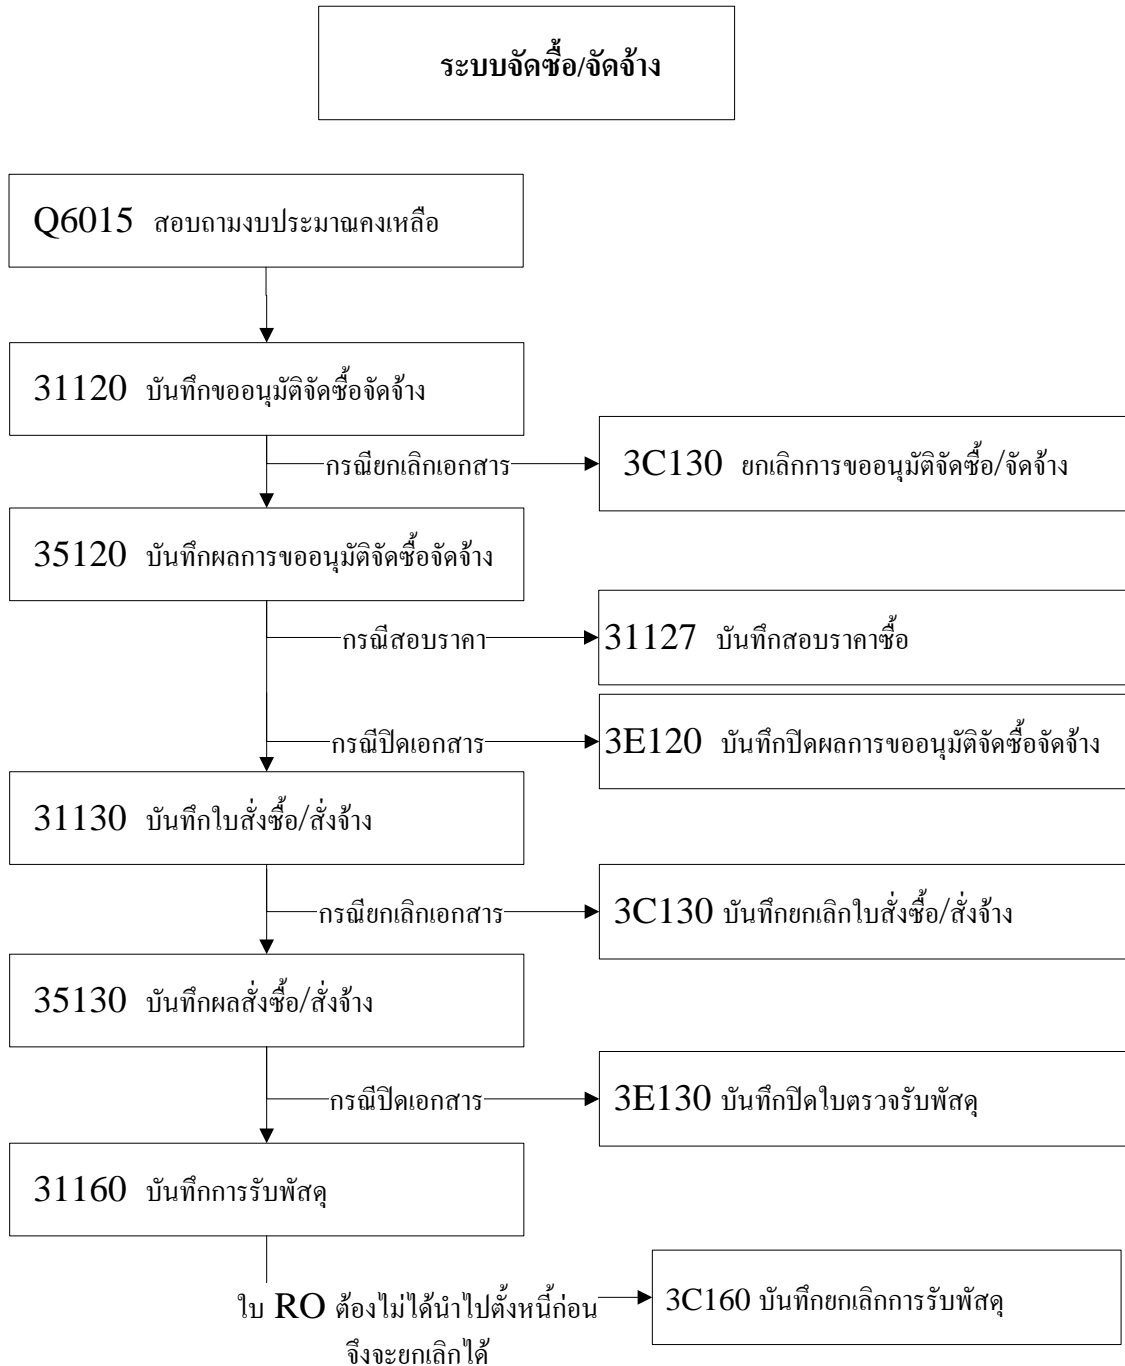 ระบบจัดซื้อ/จัดจ้าง
Q6015 สอบถามงบประมาณคงเหลือ
31120 บันทึกขออนุมัติจัดซื้อจัดจ้าง
กรณียกเลิกเอกสาร
3C130 ยกเลิกการขออนุมัติจัดซื้อ/จัดจ้าง
35120 บันทึกผลการขออนุมัติจัดซื้อจัดจ้าง
กรณีสอบราคา
31127 บันทึกสอบราคาซื้อ
กรณีปิดเอกสาร
3E120 บันทึกปิดผลการขออนุมัติจัดซื้อจัดจ้าง
31130 บันทึกใบสั่งซื้อ/สั่งจ้าง
กรณียกเลิกเอกสาร
3C130 บันทึกยกเลิกใบสั่งซื้อ/สั่งจ้าง
35130 บันทึกผลสั่งซื้อ/สั่งจ้าง
กรณีปิดเอกสาร
3E130 บันทึกปิดใบตรวจรับพัสดุ
31160 บันทึกการรับพัสดุ
ใบ RO ต้องไม่ได้นำไปตั้งหนี้ก่อน
จึงจะยกเลิกได้
3C160 บันทึกยกเลิกการรับพัสดุ